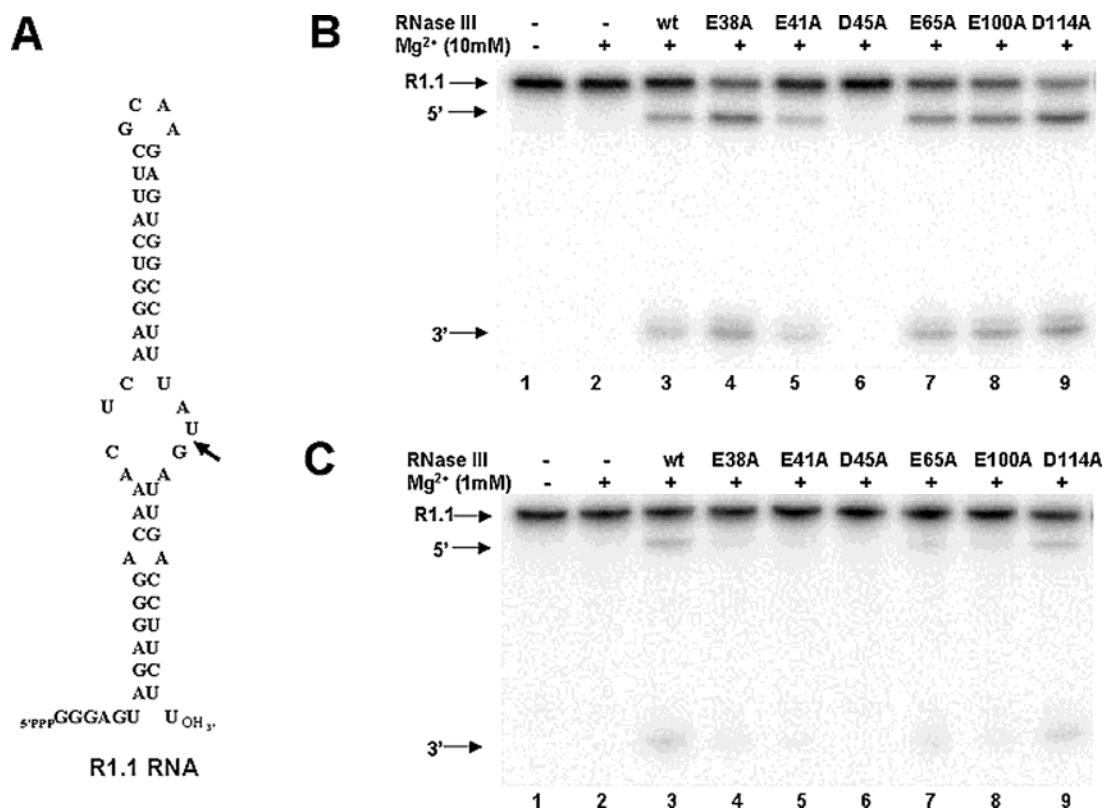 A
C A
G A
CG
UA
UG
AU
CG
UG
GC
GC
AU
AU
C U
U A
U
C G
A A
AU
AU
CG
A A
GC
GC
GU
AU
GC
AU
5'PPPGGGAGU U OH 3'
R1.1 RNA
B
RNase III - - wt E38A E41A D45A E65A E100A D114A
Mg2+ (10mM) - + + + + + + + +
R1.1
5'
3'
1 2 3 4 5 6 7 8 9
C
RNase III - - wt E38A E41A D45A E65A E100A D114A
Mg2+ (1mM) - + + + + + + + +
R1.1
5'
3'
1 2 3 4 5 6 7 8 9